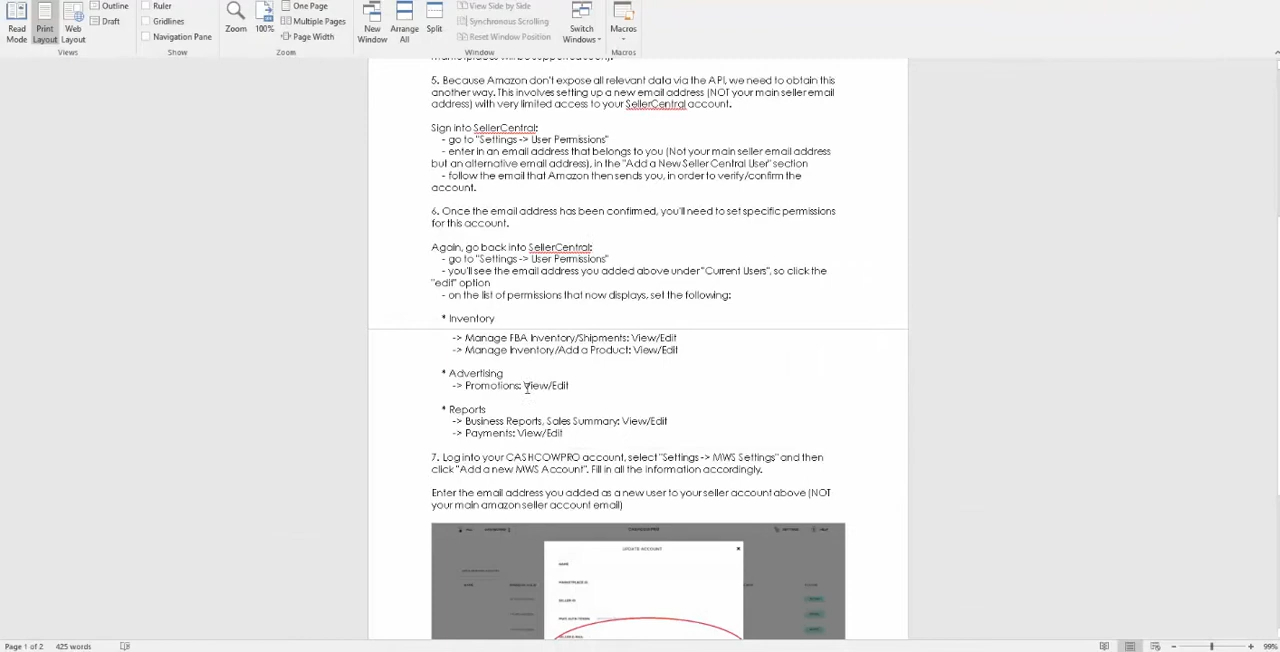 Read Mode
Print Layout
Web Layout
Outline
Draft
Views
Ruler
Gridlines
Navigation Pane
Show
Zoom
100%
One Page
Multiple Pages
Page Width
Zoom
New Window
Arrange All
Split
View Side by Side
Synchronous Scrolling
Reset Window Position
Window
Switch Windows
Macros
Macros
5. Because Amazon don't expose all relevant data via the API, we need to obtain this
another way. This involves setting up a new email address (NOT your main seller email
address) with very limited access to your SellerCentral account.
Sign into SellerCentral:
- go to "Settings -> User Permissions"
- enter in an email address that belongs to you (Not your main seller email address
but an alternative email address), in the "Add a New Seller Central User" section
- follow the email that Amazon then sends you, in order to verify/confirm the
account.
6. Once the email address has been confirmed, you'll need to set specific permissions
for this account.
Again, go back into SellerCentral:
- go to "Settings -> User Permissions"
- you'll see the email address you added above under "Current Users", so click the
"edit" option
- on the list of permissions that now displays, set the following:
* Inventory
-> Manage FBA Inventory/Shipments: View/Edit
-> Manage Inventory/Add a Product: View/Edit
* Advertising
-> Promotions: View/Edit
* Reports
-> Business Reports, Sales Summary: View/Edit
-> Payments: View/Edit
7. Log into your CASHCOWPRO account, select "Settings -> MWS Settings" and then
click "Add a new MWS Account". Fill in all the information accordingly.
Enter the email address you added as a new user to your seller account above (NOT
your main amazon seller account email)
CASHCOWPRO
UPDATE ACCOUNT
NAME
MARKETPLACE ID
SELLER ID
MWS AUTH TOKEN
Page 1 of 2
425 words
99%